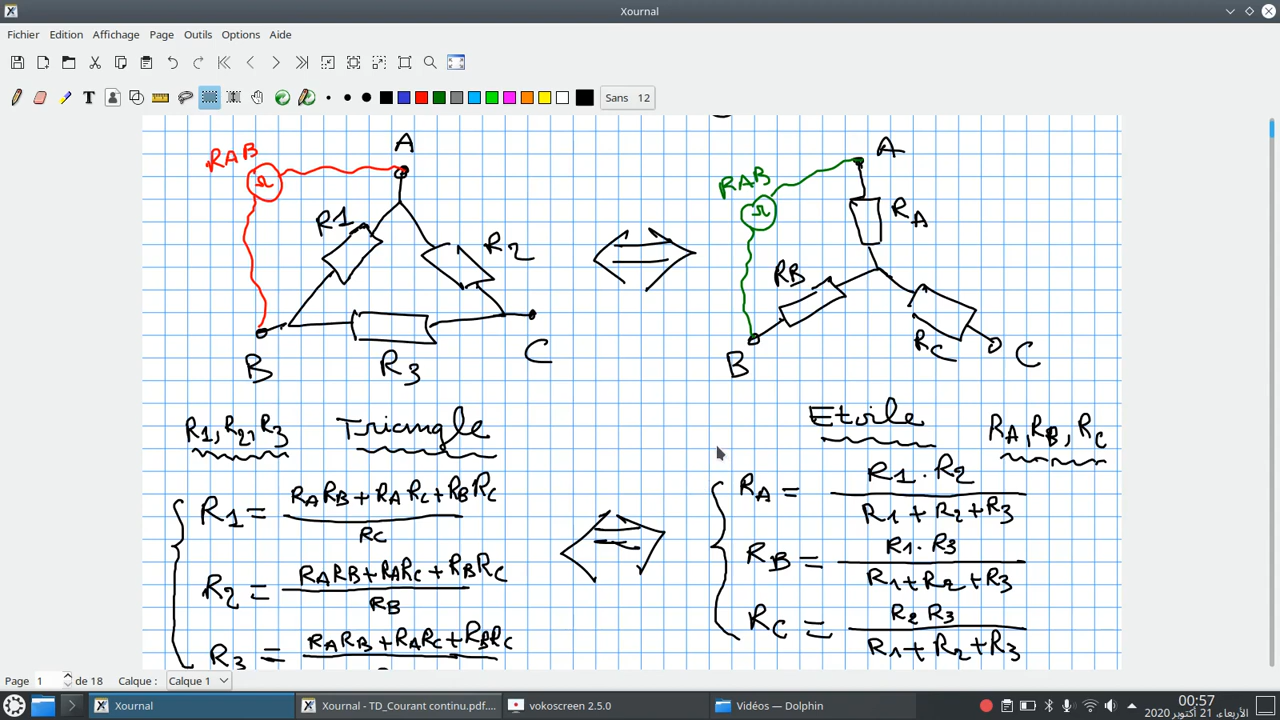 Xournal
Fichier Edition Affichage Page Outils Options Aide
Sans 12
A
RAB
Ω
R1
R2
B
R3
C
A
RAB
Ω
RA
RB
B
RC
C
R1, R2, R3 Triangle
Etoile RA, RB, RC
R1 = RARB + RARC + RBRC / RC
R2 = RARB + RARC + RBRC / RB
R3 = RARB + RARC + RBRC
RA = R1 . R2 / R1 + R2 + R3
RB = R1 . R3 / R1 + R2 + R3
RC = R2 R3 / R1 + R2 + R3
Page 1 de 18 Calque : Calque 1
Xournal Xournal - TD_Courant continu.pdf.... vokoscreen 2.5.0 Vidéos — Dolphin
00:57
الأربعاء, 21 أكتوبر 2020